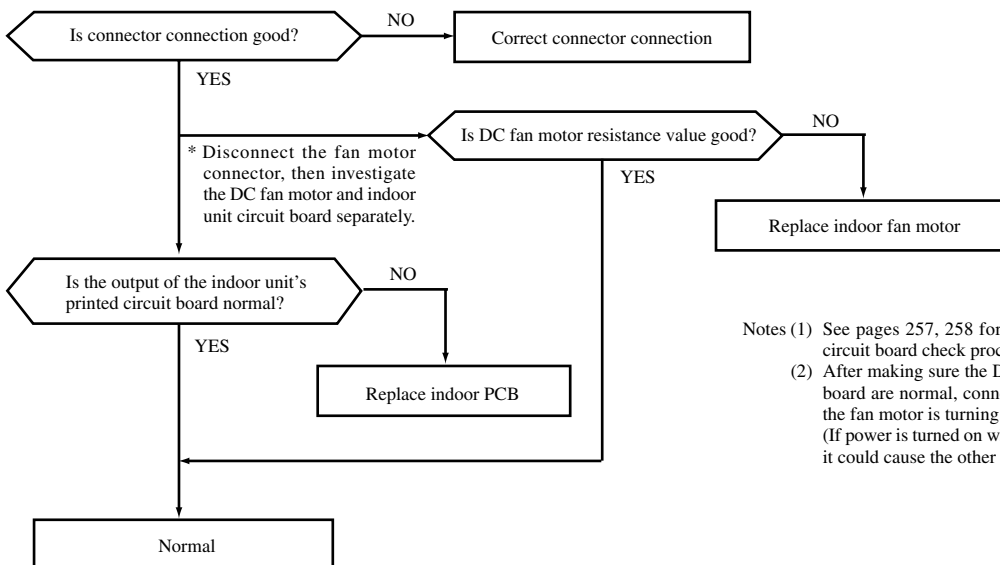 Is connector connection good?
NO
Correct connector connection
YES
Is DC fan motor resistance value good?
NO
* Disconnect the fan motor
connector, then investigate
the DC fan motor and indoor
unit circuit board separately.
YES
Replace indoor fan motor
Is the output of the indoor unit's
printed circuit board normal?
NO
YES
Replace indoor PCB
Notes (1) See pages 257, 258 for
circuit board check
(2) After making sure the
board are normal,
the fan motor is turning
(If power is turned on
it could cause the other
Normal